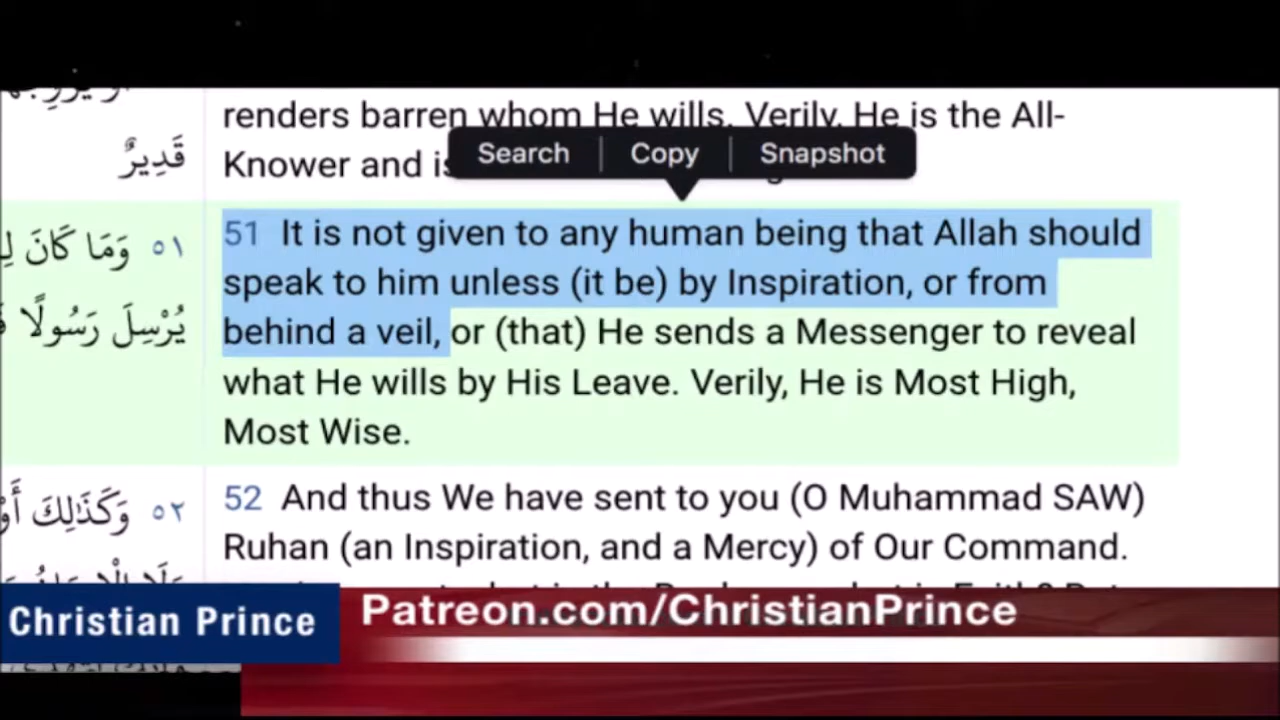 renders barren whom He wills. Verily, He is the All-
Search Copy Snapshot
قَدِيرٌ
Knower and is
٥١ وَمَا كَانَ
51 It is not given to any human being that Allah should
speak to him unless (it be) by Inspiration, or from
يُرْسِلَ رَسُولًا
behind a veil, or (that) He sends a Messenger to reveal
what He wills by His Leave. Verily, He is Most High,
Most Wise.
٥٢ وَكَذَٰلِكَ
52 And thus We have sent to you (O Muhammad SAW)
Ruhan (an Inspiration, and a Mercy) of Our Command.
Christian Prince
Patreon.com/ChristianPrince